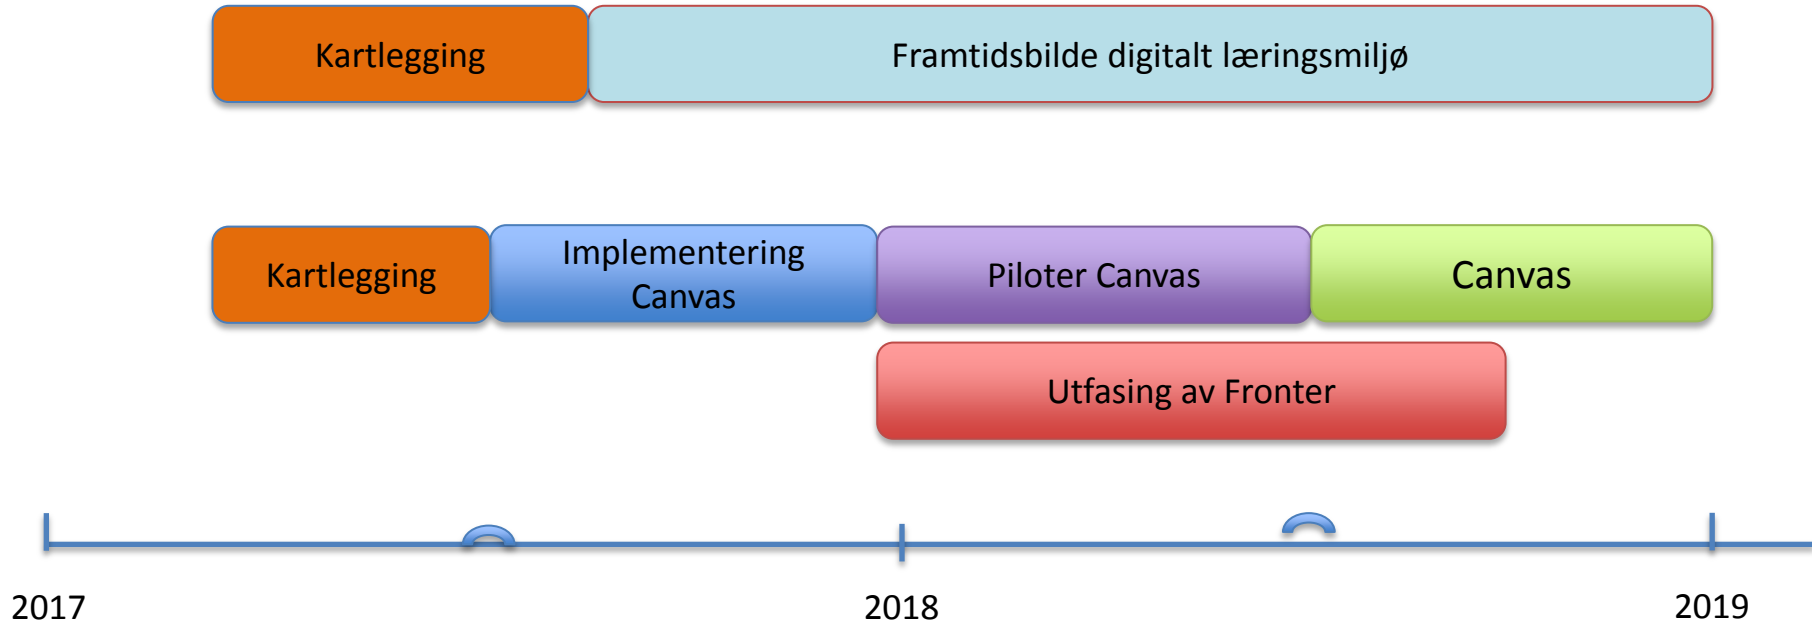 Kartlegging
Framtidsbilde digitalt læringsmiljø
Kartlegging
Implementering
Canvas
Piloter Canvas
Canvas
Utfasing av Fronter
2017
2018
2019